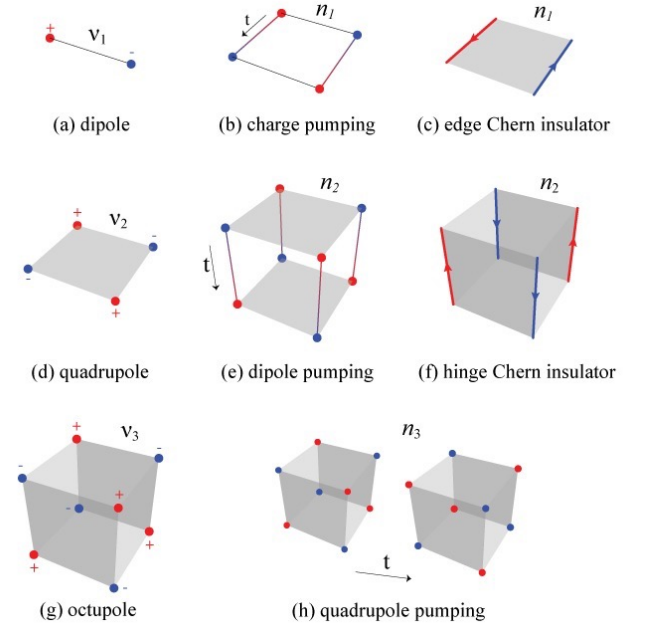 + ν1 -
t n1
n1
(a) dipole (b) charge pumping (c) edge Chern insulator
+ ν2 -
- +
n2
t
n2
(d) quadrupole (e) dipole pumping (f) hinge Chern insulator
+ ν3 -
- +
- +
+ -
n3
t
(g) octupole (h) quadrupole pumping